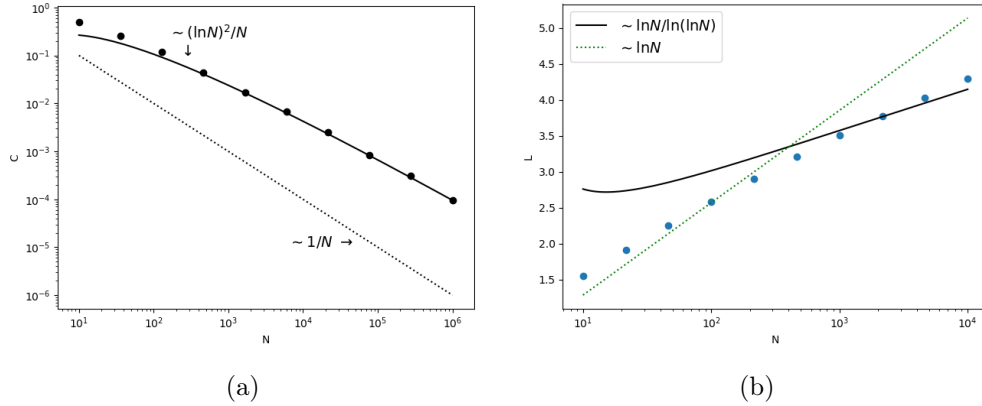 10⁰
10⁻¹
10⁻²
10⁻³
10⁻⁴
10⁻⁵
10⁻⁶
C
~ (lnN)²/N
↓
~ 1/N →
10¹ 10² 10³ 10⁴ 10⁵ 10⁶
N
(a)
5.0
4.5
4.0
3.5
3.0
2.5
2.0
1.5
L
~ lnN/ln(lnN)
~ lnN
10¹ 10² 10³ 10⁴
N
(b)